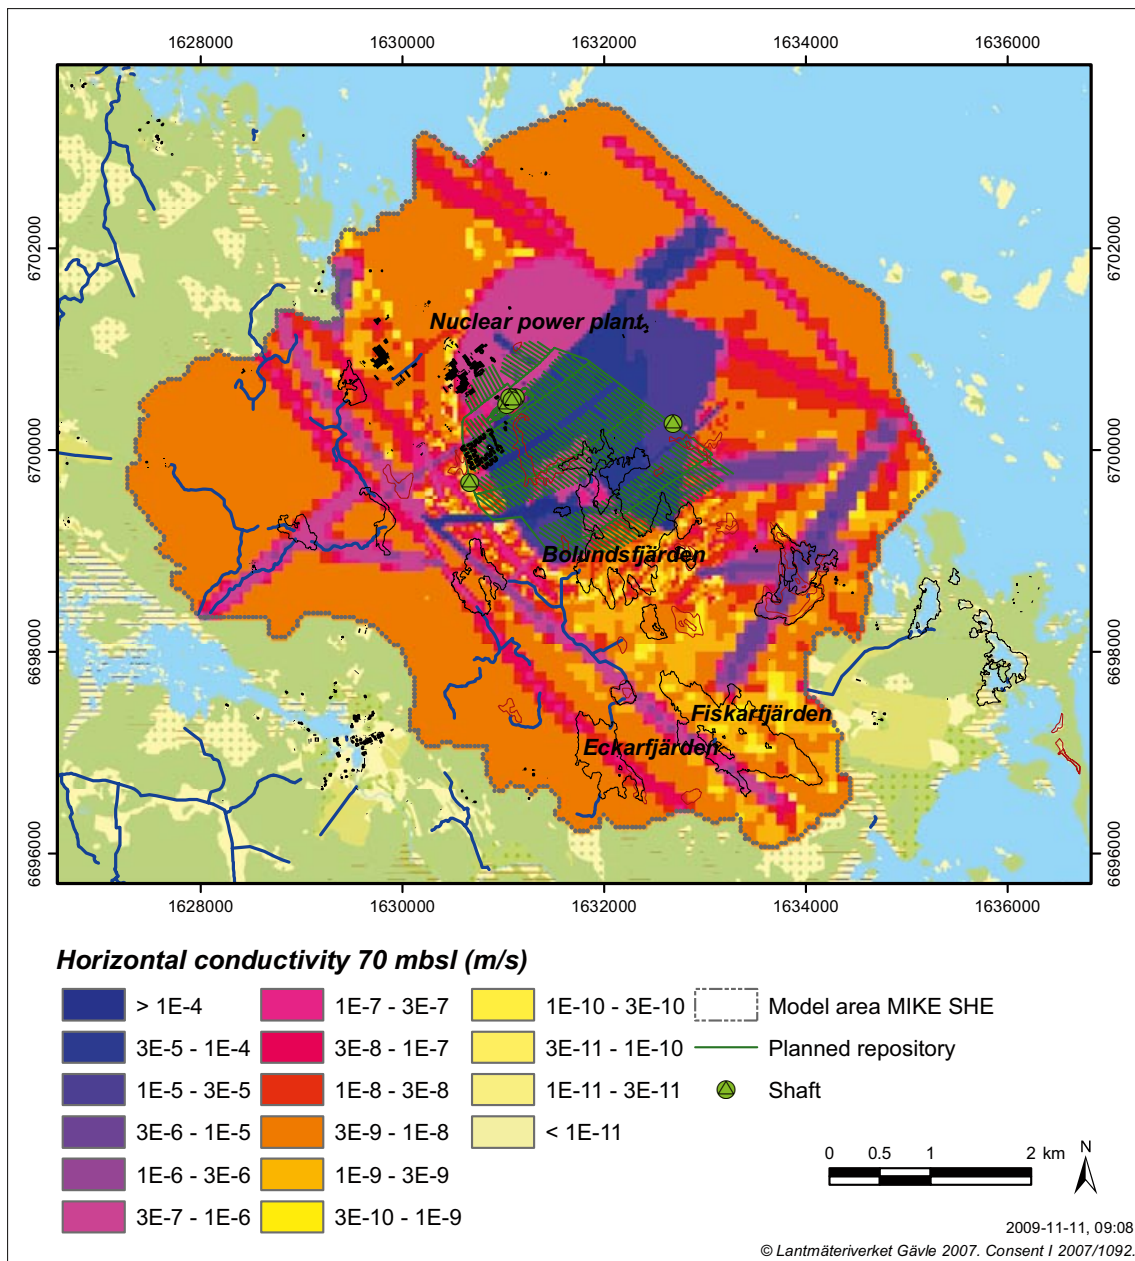 1628000 1630000 1632000 1634000 1636000
6702000 6702000
Nuclear power plant
6700000 6700000
Bolundsfjärden
6698000 6698000
Fiskarfjärden
Eckarfjärden
6696000 6696000
1628000 1630000 1632000 1634000 1636000
Horizontal conductivity 70 mbsl (m/s)
> 1E-4
3E-5 - 1E-4
1E-5 - 3E-5
3E-6 - 1E-5
1E-6 - 3E-6
3E-7 - 1E-6
1E-7 - 3E-7
3E-8 - 1E-7
1E-8 - 3E-8
3E-9 - 1E-8
1E-9 - 3E-9
3E-10 - 1E-9
1E-10 - 3E-10
3E-11 - 1E-10
1E-11 - 3E-11
< 1E-11
Model area MIKE SHE
Planned repository
Shaft
0 0.5 1 2 km
N
2009-11-11, 09:08
© Lantmäteriverket Gävle 2007. Consent I 2007/1092.